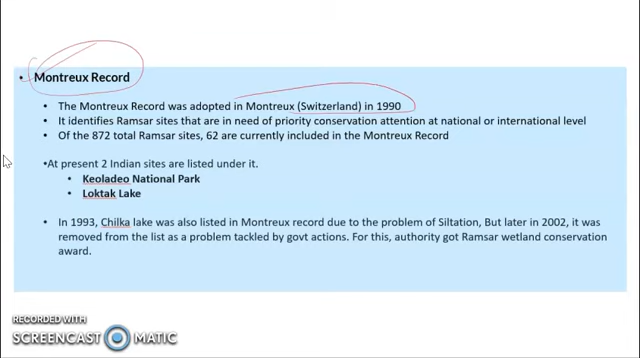 • Montreux Record
• The Montreux Record was adopted in Montreux (Switzerland) in 1990
• It identifies Ramsar sites that are in need of priority conservation attention at national or international level
• Of the 872 total Ramsar sites, 62 are currently included in the Montreux Record
•At present 2 Indian sites are listed under it.
• Keoladeo National Park
• Loktak Lake
• In 1993, Chilka lake was also listed in Montreux record due to the problem of Siltation, But later in 2002, it was
removed from the list as a problem tackled by govt actions. For this, authority got Ramsar wetland conservation
award.
RECORDED WITH
SCREENCAST MATIC